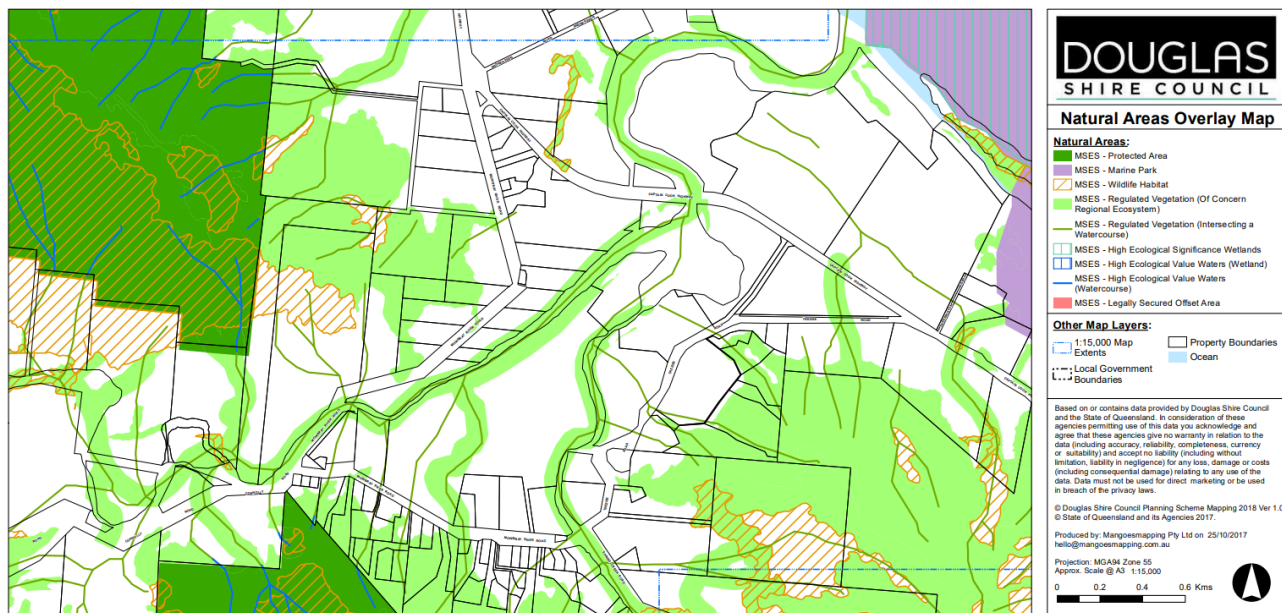 DOUGLAS
SHIRE COUNCIL
Natural Areas Overlay Map
Natural Areas:
MSES - Protected Area
MSES - Marine Park
MSES - Wildlife Habitat
MSES - Regulated Vegetation (Of Concern
Regional Ecosystem)
MSES - Regulated Vegetation (Intersecting a
Watercourse)
MSES - High Ecological Significance Wetlands
MSES - High Ecological Value Waters (Wetland)
MSES - High Ecological Value Waters
(Watercourse)
MSES - Legally Secured Offset Area
Other Map Layers:
1:15,000 Map
Extents
Property Boundaries
Ocean
Local Government
Boundaries
Based on or contains data provided by Douglas Shire Council
and the State of Queensland. In consideration of these
agencies permitting use of this data you acknowledge and
agree that these agencies give no warranty in relation to the
data (including accuracy, reliability, completeness, currency
or suitability) and accept no liability (including without
limitation, liability in negligence) for any loss, damage or costs
(including consequential damage) relating to any use of the
data. Data must not be used for direct marketing or be used
in breach of the privacy laws.
© Douglas Shire Council Planning Scheme Mapping 2018 Ver 1.0
© State of Queensland and its Agencies 2017.
Produced by: Mangoesmapping Pty Ltd on 25/10/2017
hello@mangoesmapping.com.au
Projection: MGA94 Zone 55
Approx. Scale @ A3 1:15,000
0 0.2 0.4 0.6 Kms